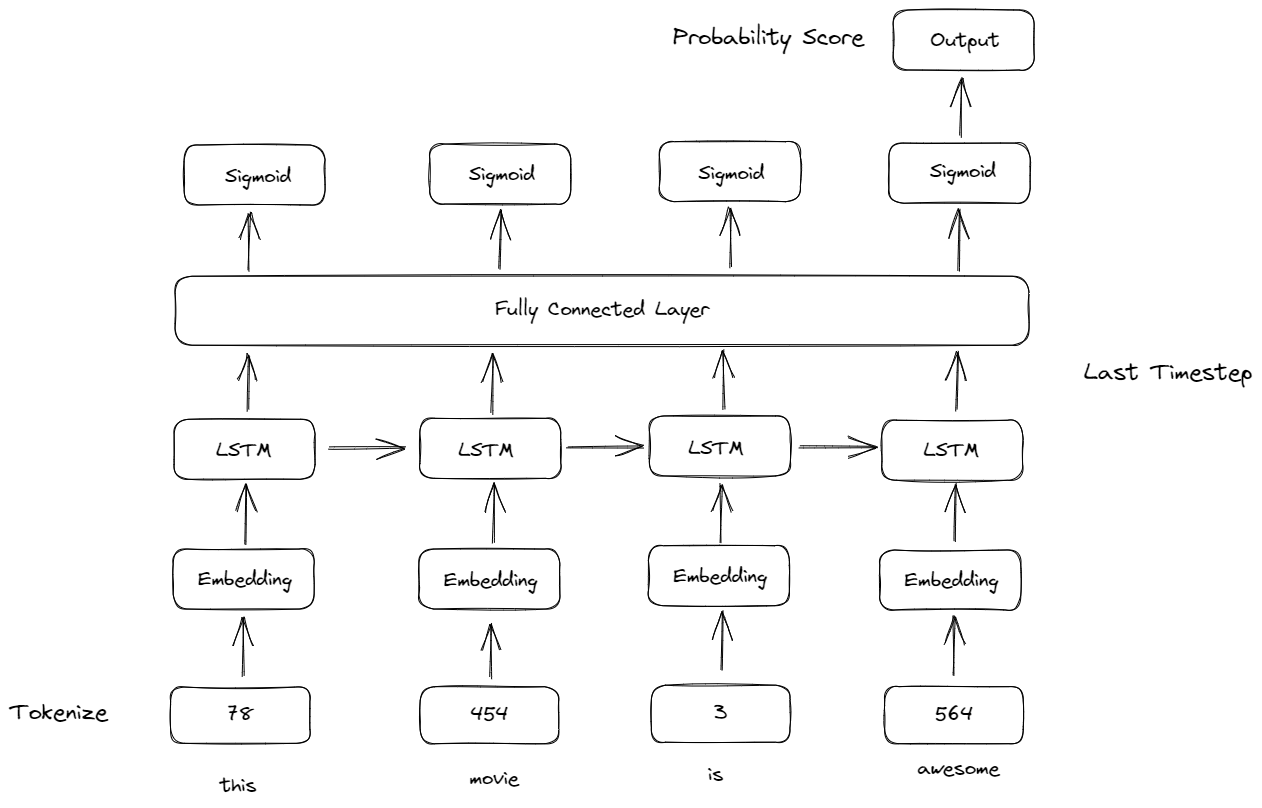 Probability Score
Output
Sigmoid
Sigmoid
Sigmoid
Sigmoid
Fully Connected Layer
Last Timestep
LSTM
LSTM
LSTM
LSTM
Embedding
Embedding
Embedding
Embedding
Tokenize
78
454
3
564
this
movie
is
awesome